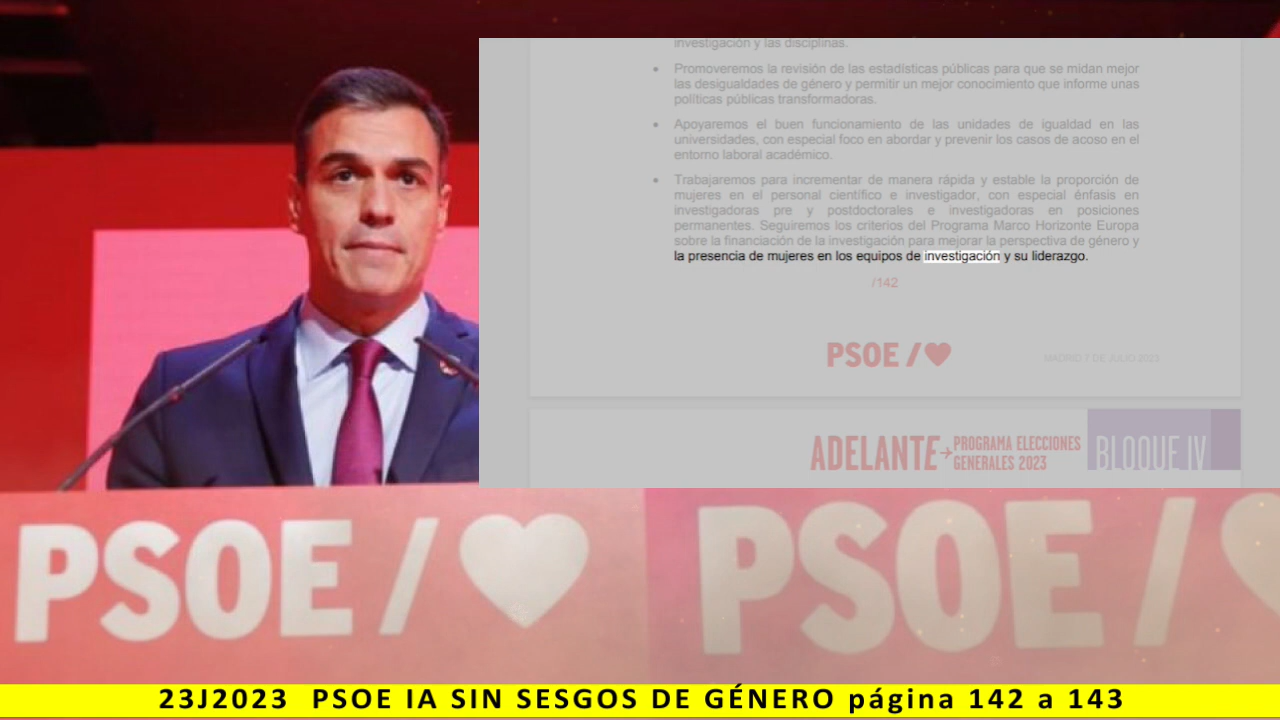 investigación y las disciplinas.
• Promoveremos la revisión de las estadísticas públicas para que se midan mejor
las desigualdades de género y permitir un mejor conocimiento que informe unas
políticas públicas transformadoras.
• Apoyaremos el buen funcionamiento de las unidades de igualdad en las
universidades, con especial foco en abordar y prevenir los casos de acoso en el
entorno laboral académico.
• Trabajaremos para incrementar de manera rápida y estable la proporción de
mujeres en el personal científico e investigador, con especial énfasis en
investigadoras pre y postdoctorales e investigadoras en posiciones
permanentes. Seguiremos los criterios del Programa Marco Horizonte Europa
sobre la financiación de la investigación para mejorar la perspectiva de género y
la presencia de mujeres en los equipos de investigación y su liderazgo.
/142
PSOE /
MADRID 7 DE JULIO 2023
ADELANTE PROGRAMA ELECCIONES
GENERALES 2023
BLOQUE IV
PSOE /
PSOE /
23J2023 PSOE IA SIN SESGOS DE GÉNERO página 142 a 143